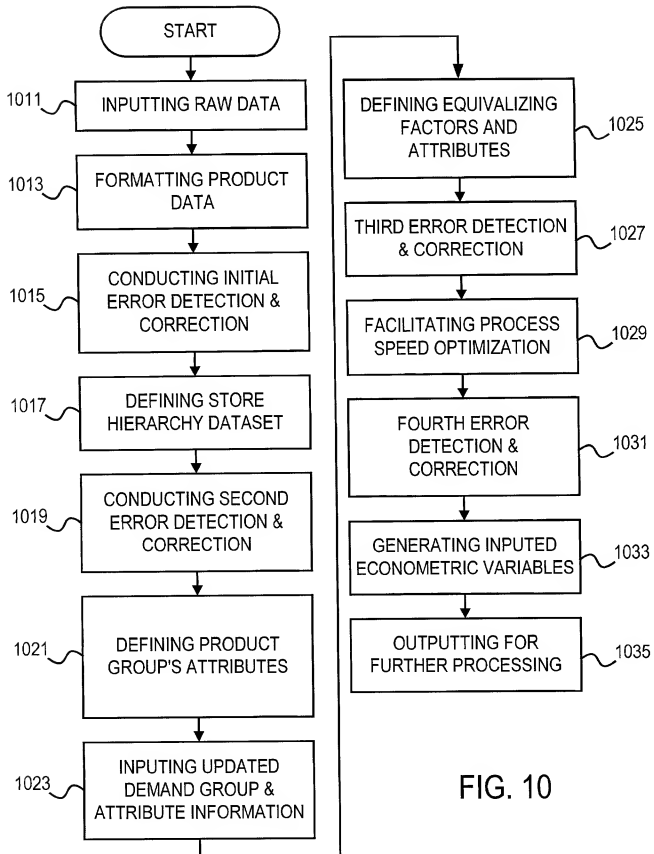 START
1011
INPUTTING RAW DATA
1013
FORMATTING PRODUCT
DATA
1015
CONDUCTING INITIAL
ERROR DETECTION &
CORRECTION
1017
DEFINING STORE
HIERARCHY DATASET
1019
CONDUCTING SECOND
ERROR DETECTION &
CORRECTION
1021
DEFINING PRODUCT
GROUP'S ATTRIBUTES
1023
INPUTING UPDATED
DEMAND GROUP &
ATTRIBUTE INFORMATION
DEFINING EQUIVALIZING
FACTORS AND
ATTRIBUTES
1025
THIRD ERROR DETECTION
& CORRECTION
1027
FACILITATING PROCESS
SPEED OPTIMIZATION
1029
FOURTH ERROR
DETECTION &
CORRECTION
1031
GENERATING INPUTED
ECONOMETRIC VARIABLES
1033
OUTPUTTING FOR
FURTHER PROCESSING
1035
FIG. 10